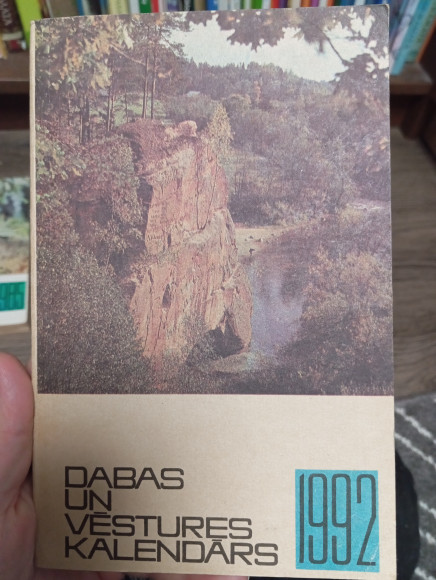 DABAS
UN
VĒSTURES
KALENDĀRS
1992